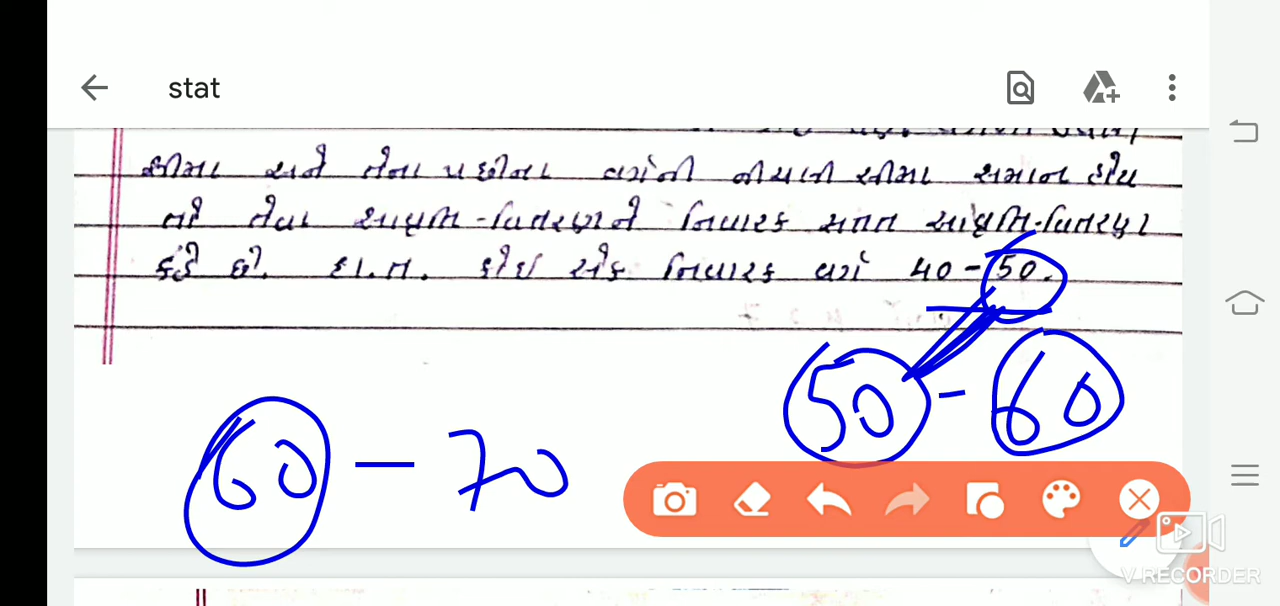 stat
સીમા અને તેના પછીના વર્ગની નીચલી સીમા સમાન હોય
તો તેવા આવૃત્તિ-વિતરણને નિવારક સતત આવૃત્તિ-વિતરણ
કહે છે. દા.ત. કોઈ એક નિવારક વર્ગ 40-50.
50-60
60-70
V RECORDER